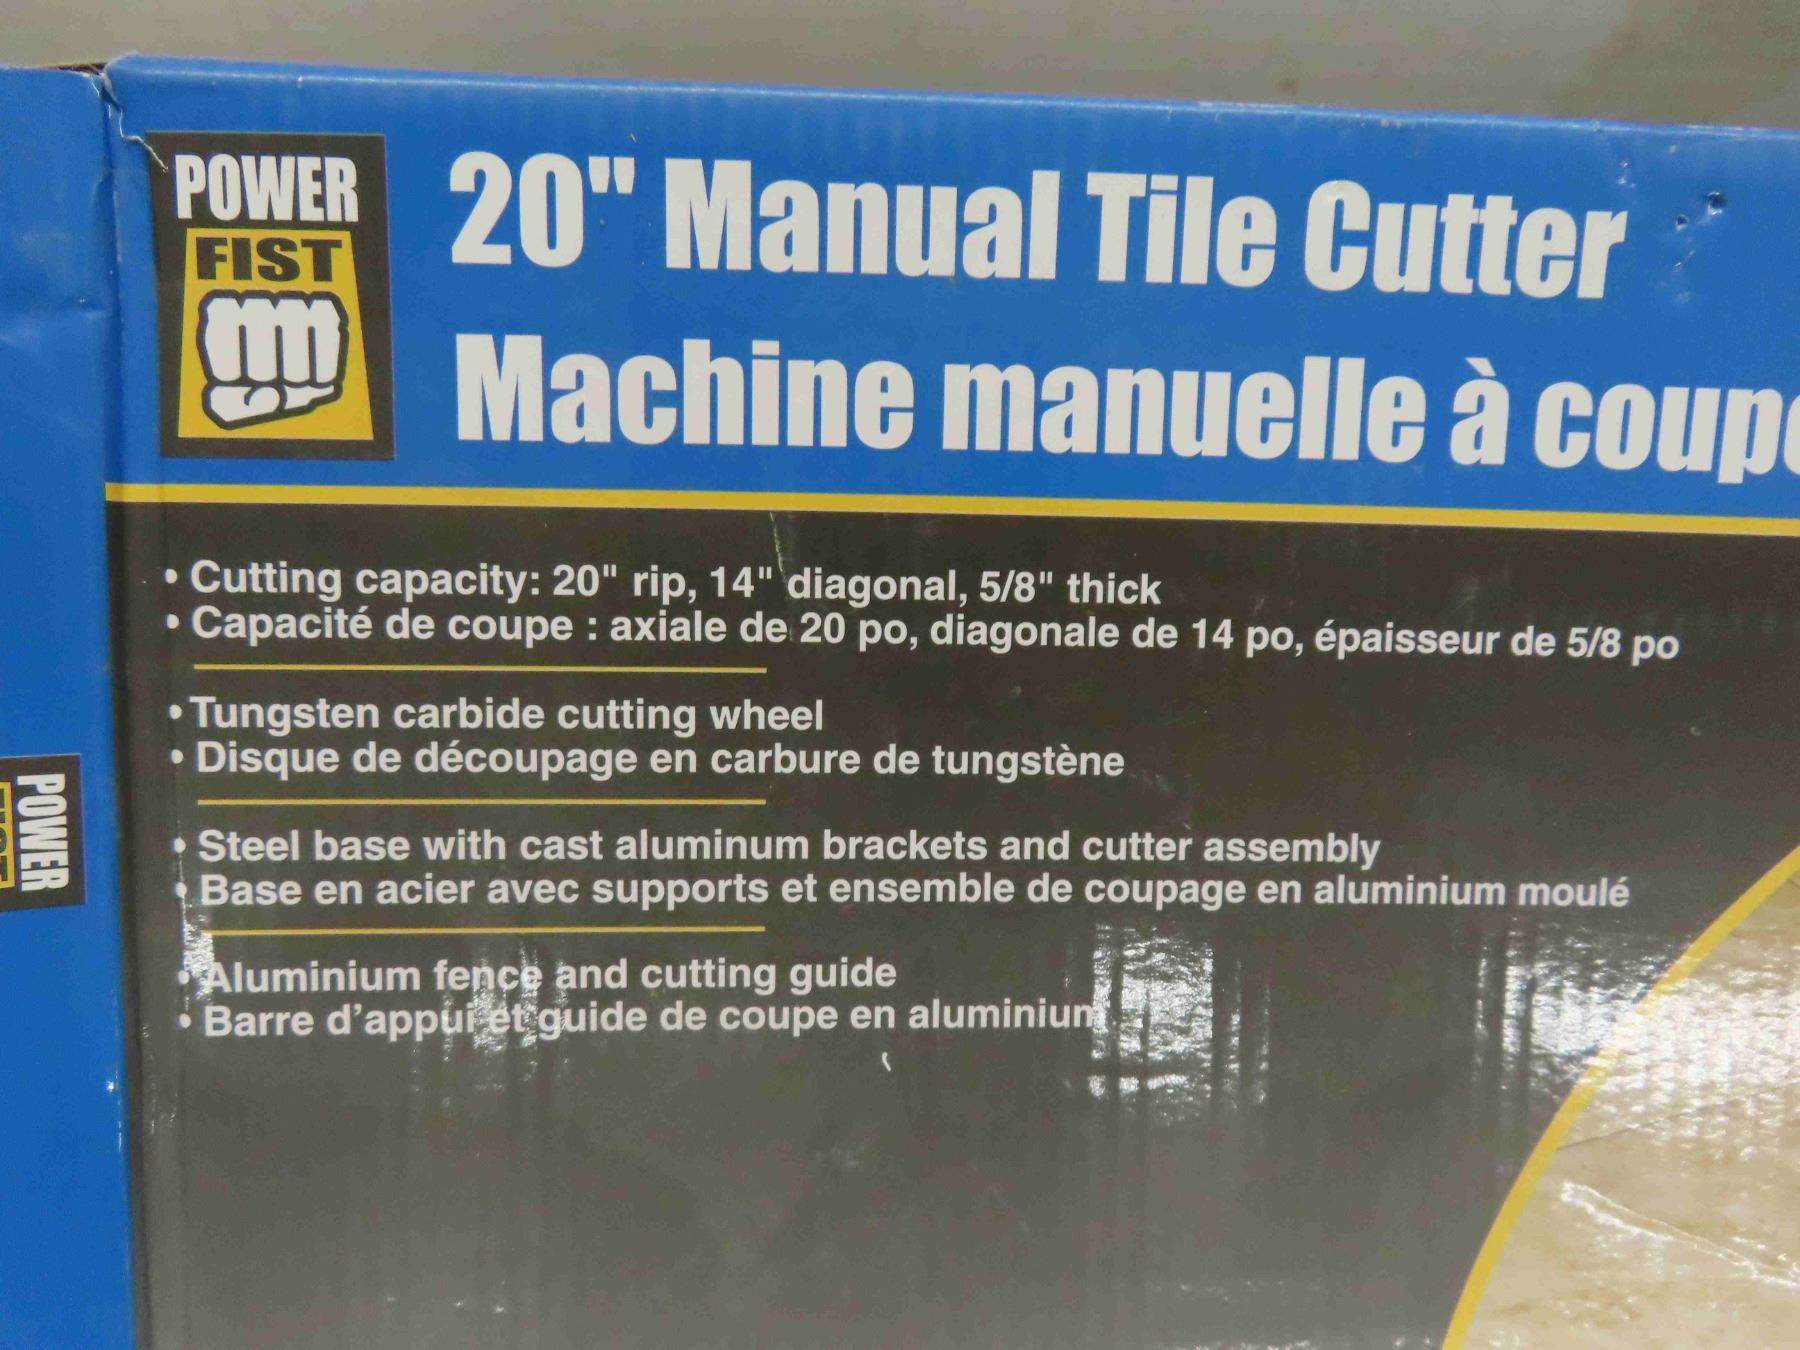 POWER
FIST
20" Manual Tile Cutter
Machine manuelle à coupe
• Cutting capacity: 20" rip, 14" diagonal, 5/8" thick
• Capacité de coupe : axiale de 20 po, diagonale de 14 po, épaisseur de 5/8 po
• Tungsten carbide cutting wheel
• Disque de découpage en carbure de tungstène
• Steel base with cast aluminum brackets and cutter assembly
• Base en acier avec supports et ensemble de coupage en aluminium moulé
• Aluminium fence and cutting guide
• Barre d’appui et guide de coupe en aluminium
POWER
FIST